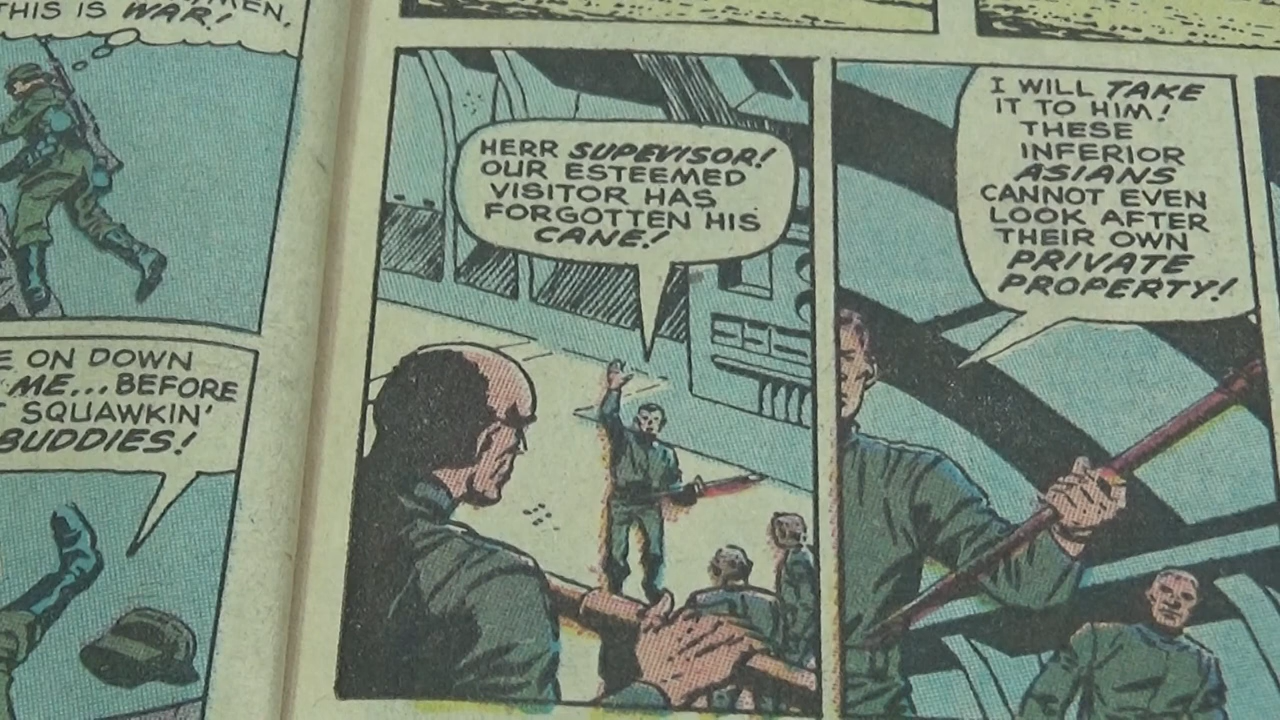 THIS IS WAR!
E ON DOWN
ME... BEFORE
SQUAWKIN'
BUDDIES!
HERR SUPEVISOR!
OUR ESTEEMED
VISITOR HAS
FORGOTTEN HIS
CANE!
I WILL TAKE
IT TO HIM!
THESE
INFERIOR
ASIANS
CANNOT EVEN
LOOK AFTER
THEIR OWN
PRIVATE
PROPERTY!